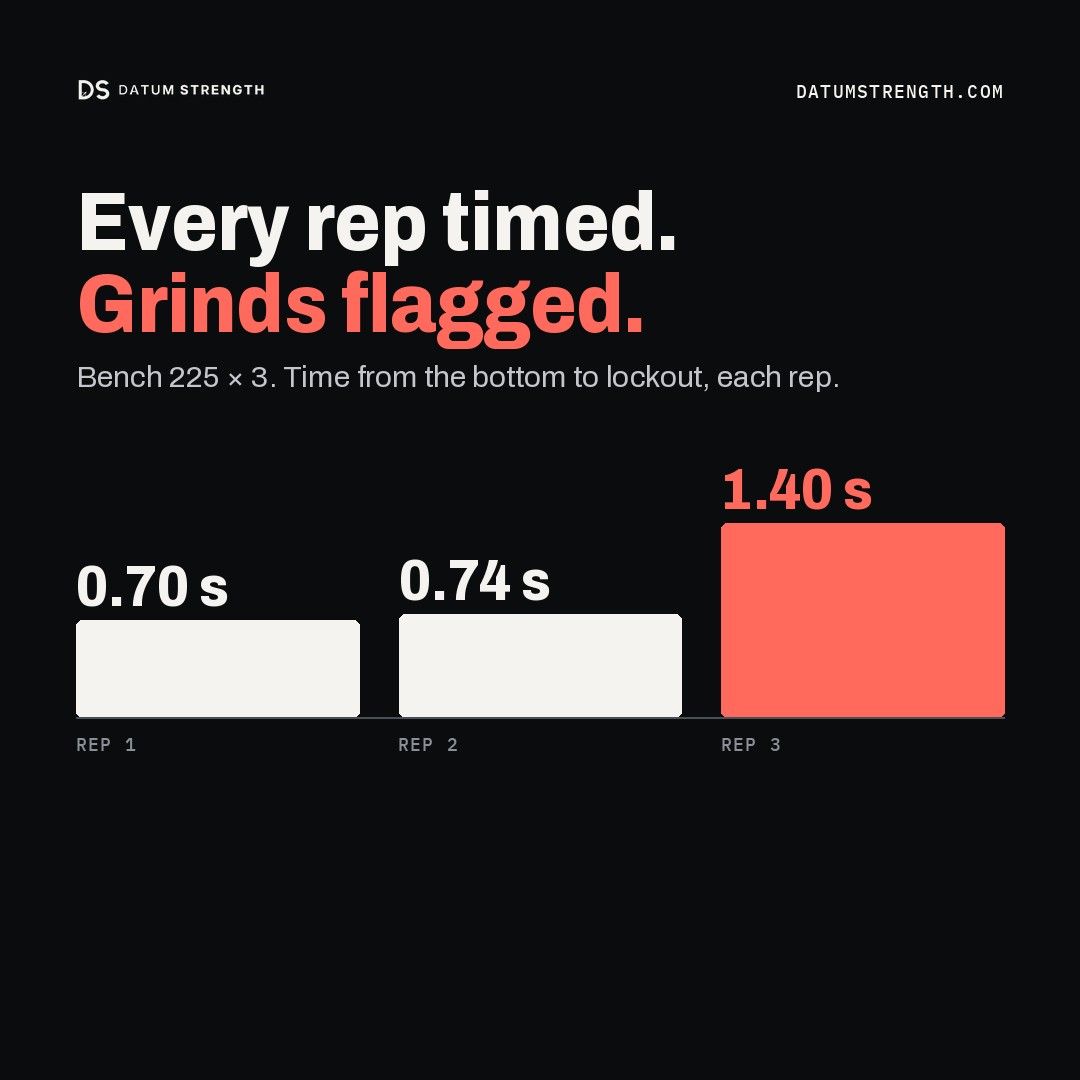 DS DATUM STRENGTH
DATUMSTRENGTH.COM
Every rep timed.
Grinds flagged.
Bench 225 × 3. Time from the bottom to lockout, each rep.
0.70 s
0.74 s
1.40 s
REP 1
REP 2
REP 3